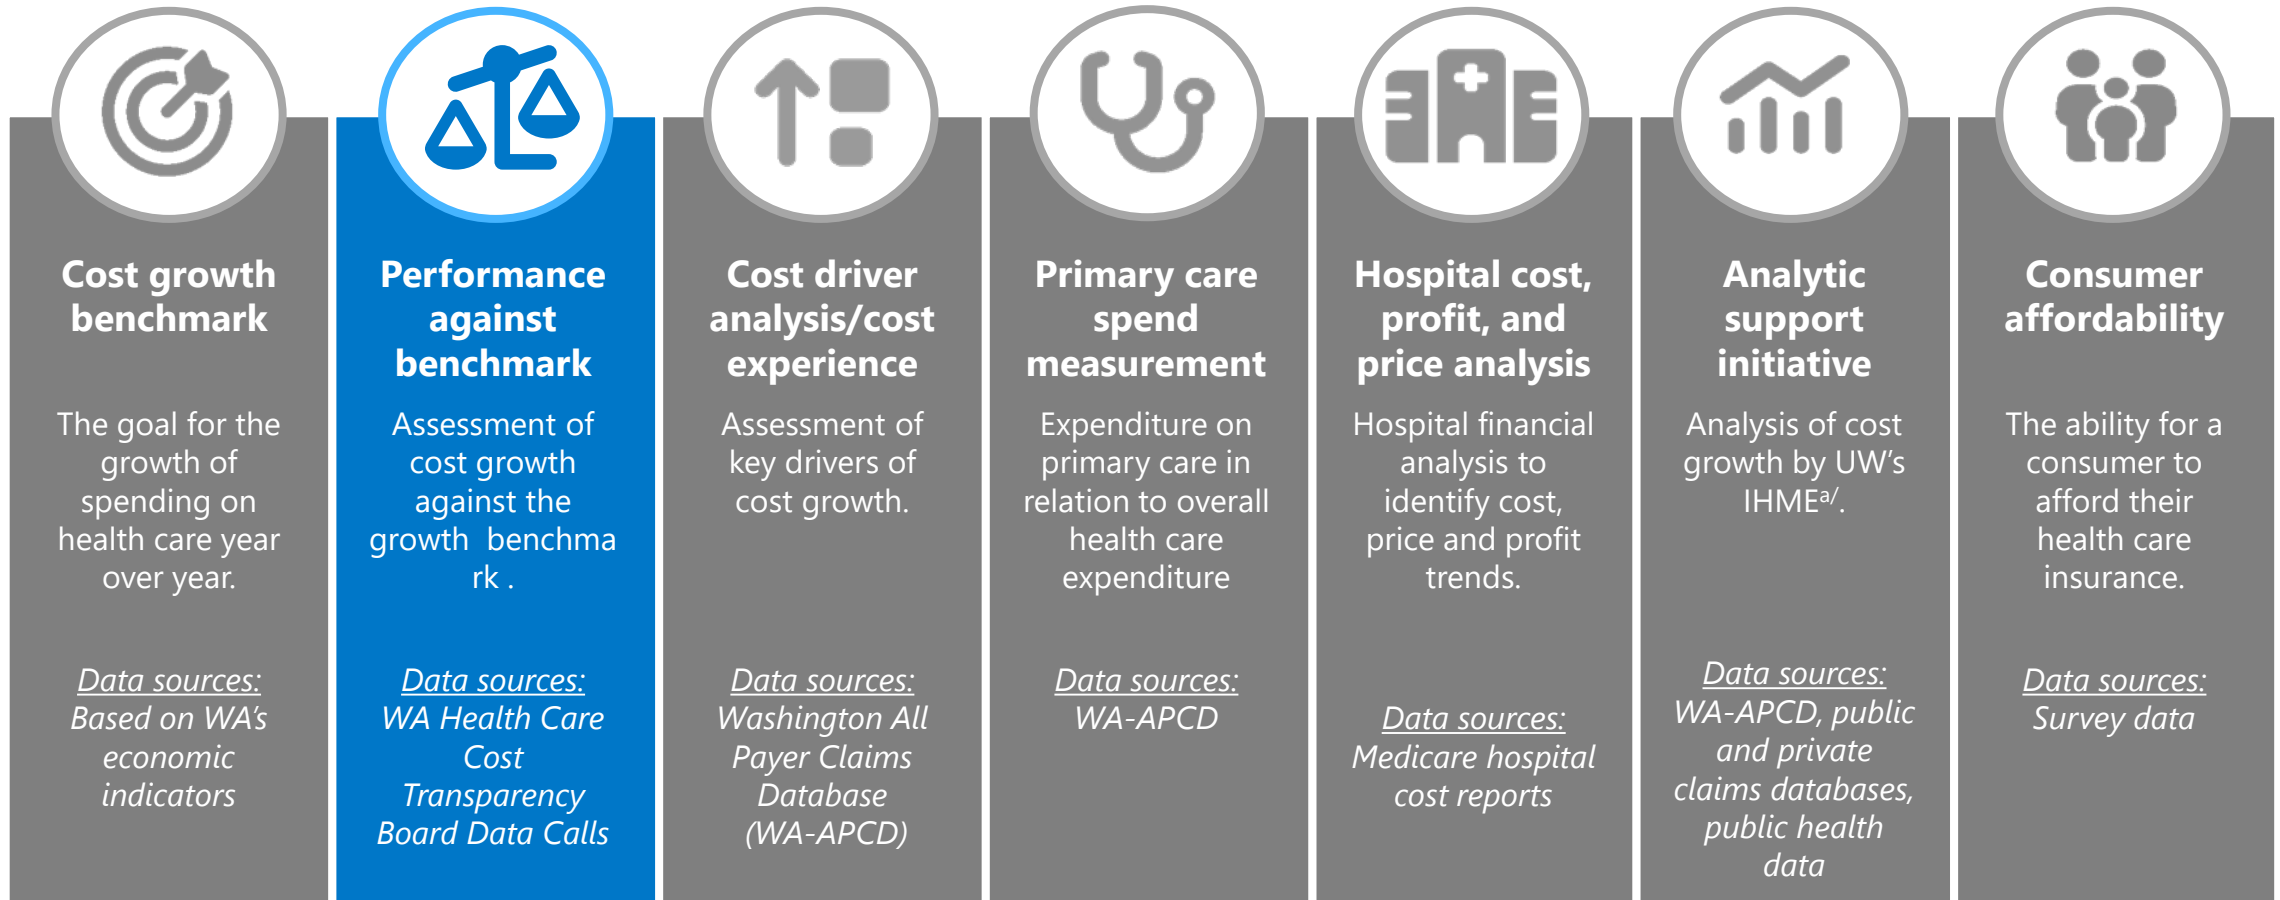 Cost growth
benchmark
The goal for the
growth of
spending on
health care year
over year.
Data sources:
Based on WA’s
economic
indicators
Performance
against
benchmark
Assessment of
cost growth
against the
growth  benchma
rk .
Data sources:
WA Health Care
Cost
Transparency
Board Data Calls
Cost driver
analysis/cost
experience
Assessment of
key drivers of
cost growth.
Data sources:
Washington All
Payer Claims
Database
(WA-APCD)
Primary care
spend
measurement
Expenditure on
primary care in
relation to overall
health care
expenditure
Data sources:
WA-APCD
Hospital cost,
profit, and
price analysis
Hospital financial
analysis to
identify cost,
price and profit
trends.
Data sources:
Medicare hospital
cost reports
Analytic
support
initiative
Analysis of cost
growth by UW’s
IHMEa/.
Data sources:
WA-APCD, public
and private
claims databases,
public health
data
Consumer
affordability
The ability for a
consumer to
afford their
health care
insurance.
Data sources:
Survey data